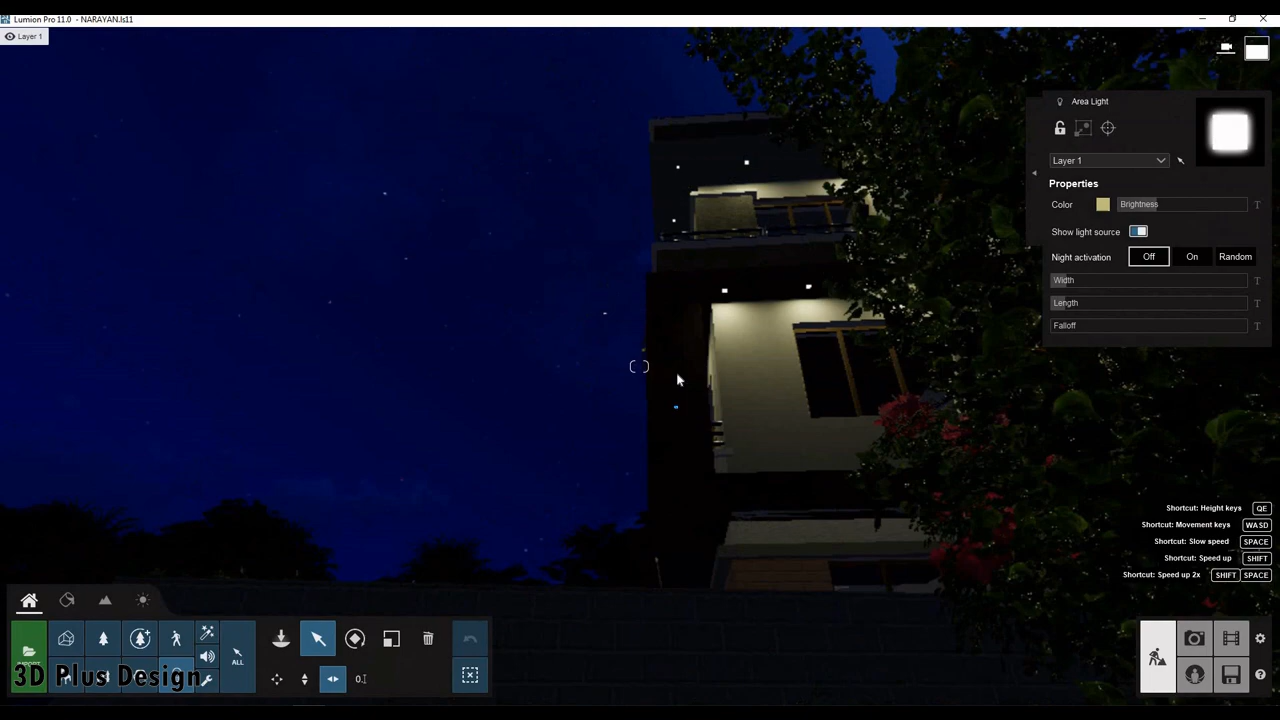 Lumion Pro 11.0 - NARAYAN.ls11
Layer 1
Area Light
Layer 1
Properties
Color
Brightness
T
Show light source
Night activation
Off
On
Random
Width
T
Length
T
Falloff
T
Shortcut: Height keys QE
Shortcut: Movement keys WASD
Shortcut: Slow speed SPACE
Shortcut: Speed up SHIFT
Shortcut: Speed up 2x SHIFT SPACE
ALL
3D Plus Design